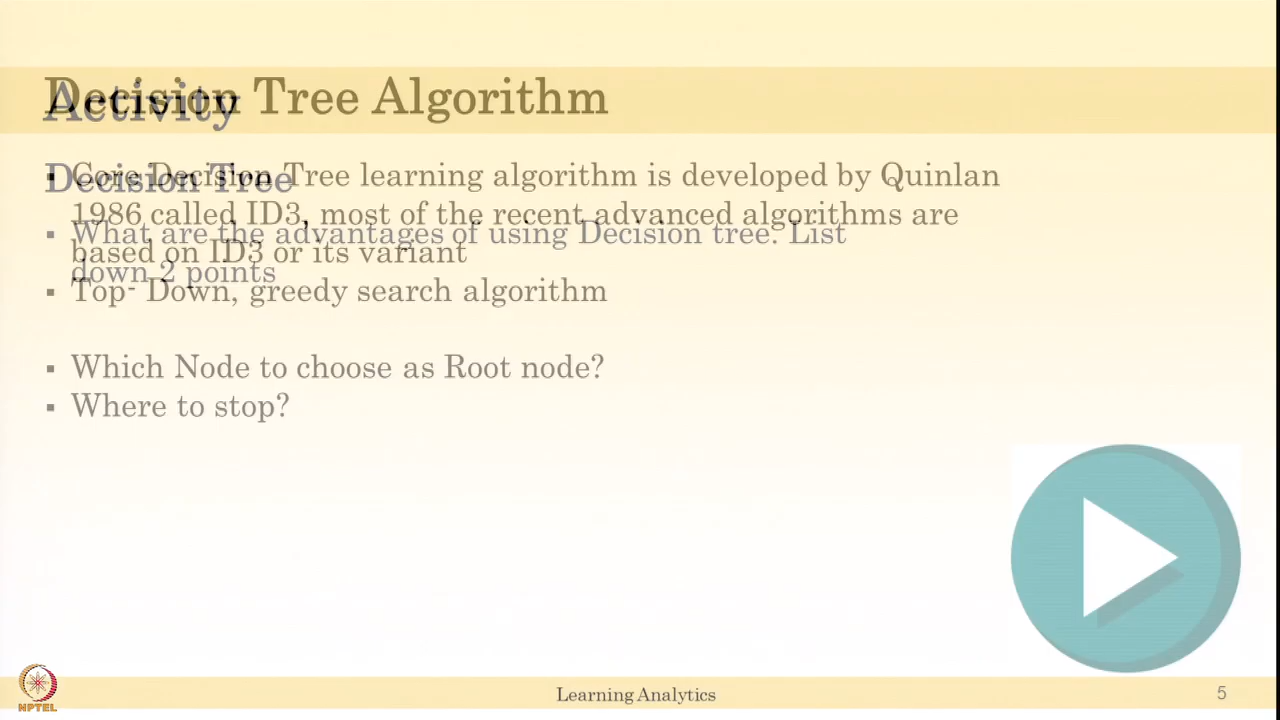 Decision Tree Algorithm
Activity
Core Decision Tree learning algorithm is developed by Quinlan
1986 called ID3, most of the recent advanced algorithms are
based on ID3 or its variant
Top- Down, greedy search algorithm
Which Node to choose as Root node?
Where to stop?
Decision Tree
What are the advantages of using Decision tree. List
down 2 points
NPTEL
Learning Analytics
5